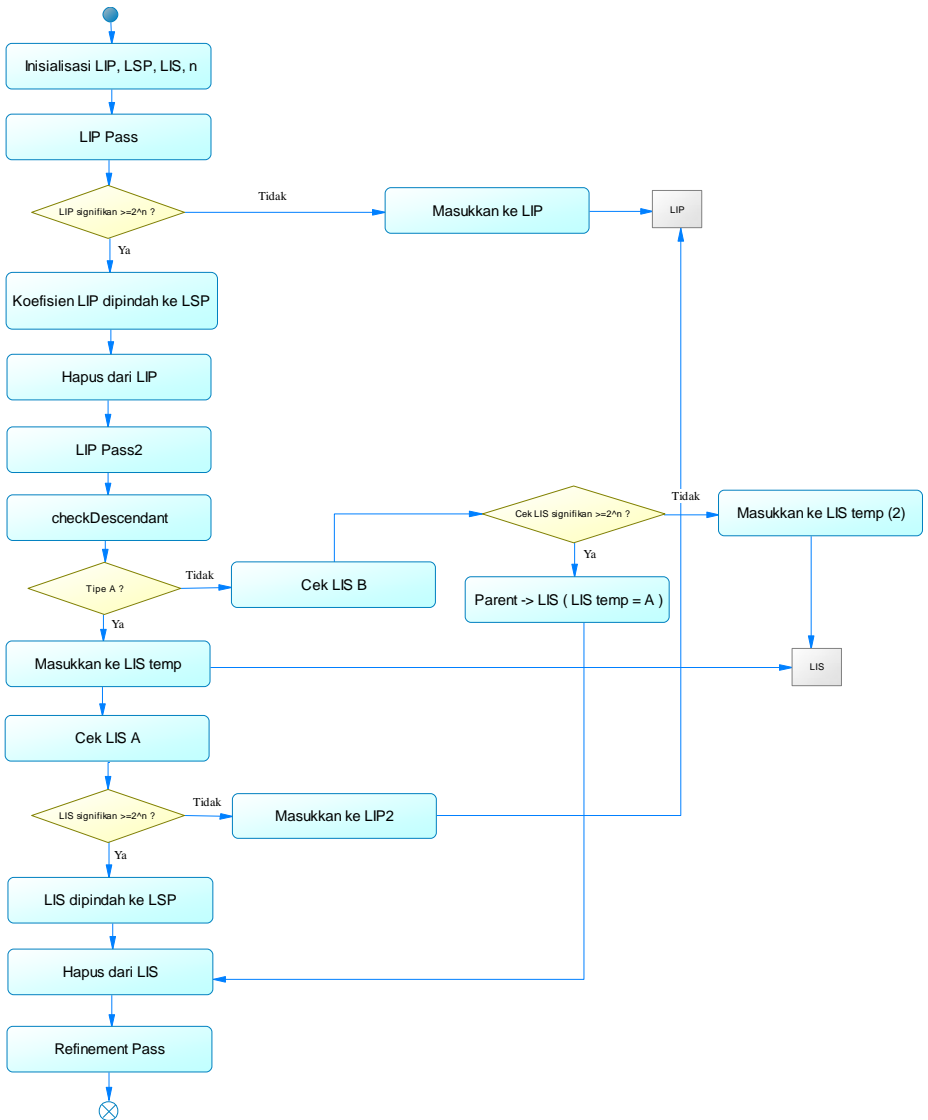 Inisialisasi LIP, LSP, LIS, n
LIP Pass
LIP signifikan >=2^n ?
Tidak
Masukkan ke LIP
LIP
Ya
Koefisien LIP dipindah ke LSP
Hapus dari LIP
LIP Pass2
checkDescendant
Cek LIS signifikan >=2^n ?
Tidak
Masukkan ke LIS temp (2)
Ya
Tipe A ?
Tidak
Cek LIS B
Parent -> LIS ( LIS temp = A )
Ya
Masukkan ke LIS temp
LIS
Cek LIS A
LIS signifikan >=2^n ?
Tidak
Masukkan ke LIP2
Ya
LIS dipindah ke LSP
Hapus dari LIS
Refinement Pass